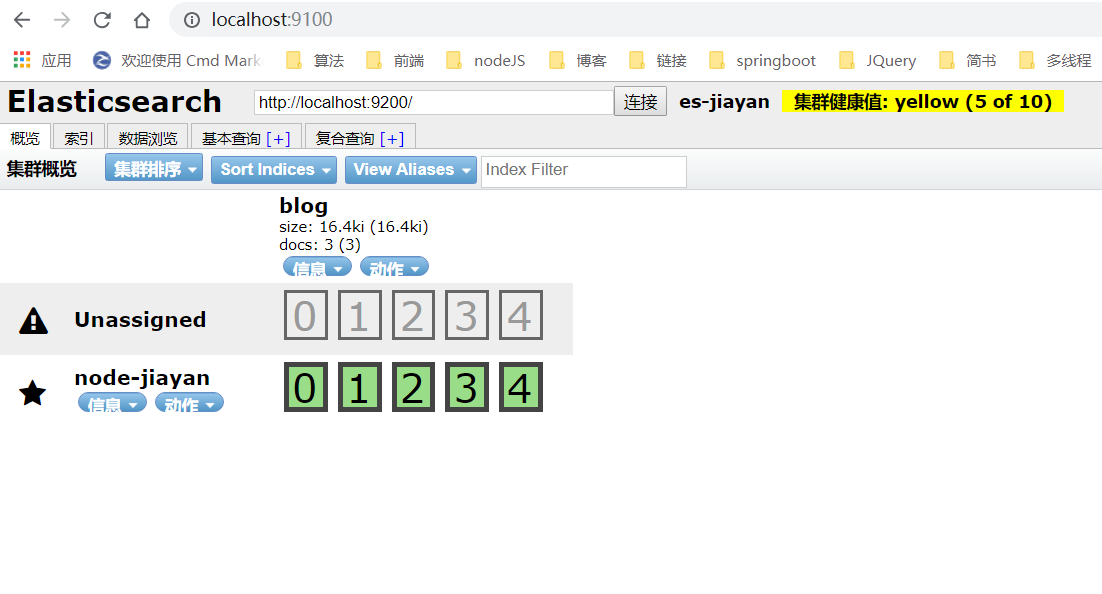 localhost:9100
应用 欢迎使用 Cmd Mark 算法 前端 nodeJS 博客 链接 springboot JQuery 简书 多线程
Elasticsearch http://localhost:9200/ 连接 es-jiayan 集群健康值: yellow (5 of 10)
概览 索引 数据浏览 基本查询 [+] 复合查询 [+]
集群概览 集群排序 Sort Indices View Aliases Index Filter
blog
size: 16.4ki (16.4ki)
docs: 3 (3)
信息 动作
Unassigned 0 1 2 3 4
node-jiayan 0 1 2 3 4
信息 动作